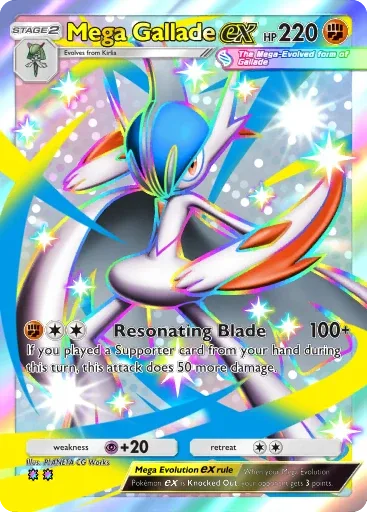 STAGE 2 Mega Gallade ex HP 220
Evolves from Kirlia
The Mega-Evolved form of
Gallade
Resonating Blade 100+
If you played a Supporter card from your hand during
this turn, this attack does 50 more damage.
weakness +20 retreat
Illus. PLANETA CG Works
Mega Evolution ex rule
When your Mega Evolution
Pokémon ex is Knocked Out, your opponent gets 3 points.